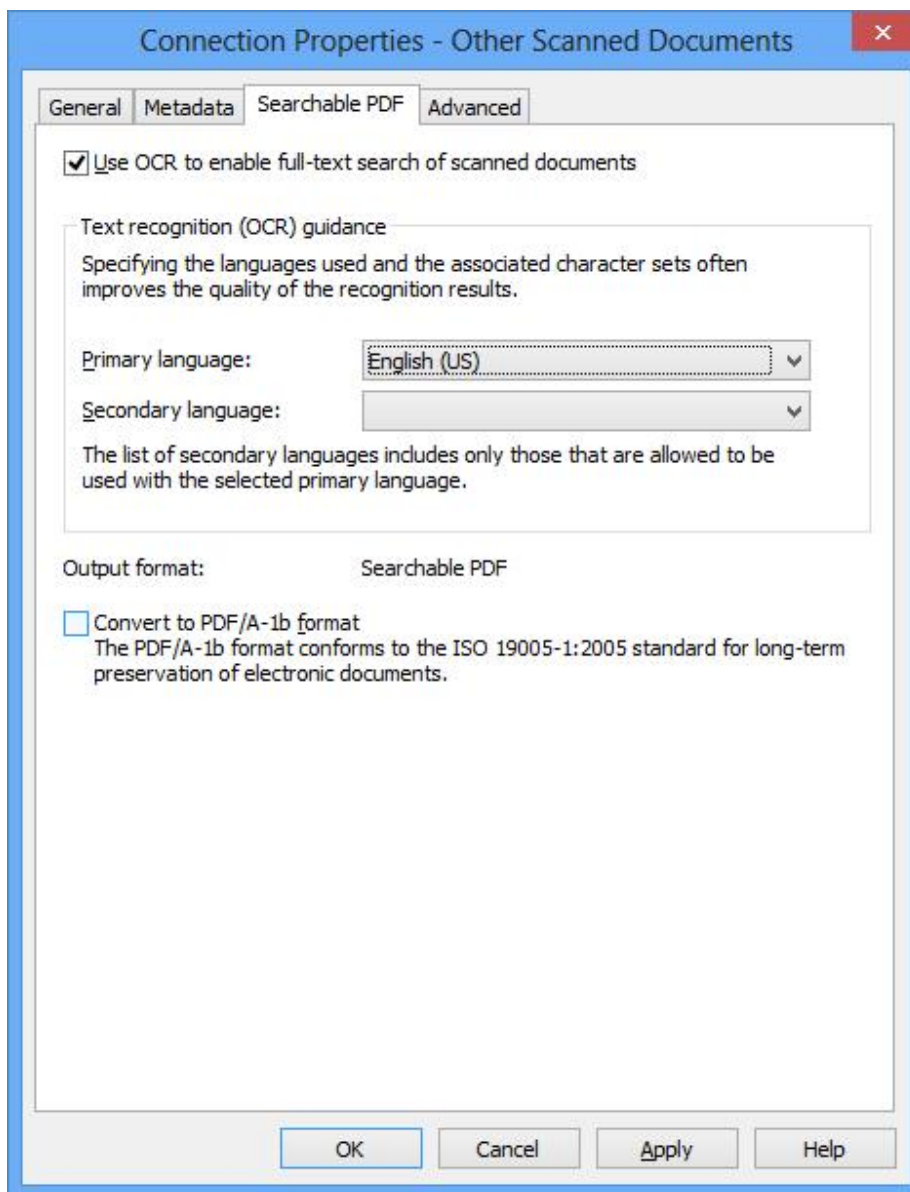 Connection Properties - Other Scanned Documents
General Metadata Searchable PDF Advanced
Use OCR to enable full-text search of scanned documents
Text recognition (OCR) guidance
Specifying the languages used and the associated character sets often
improves the quality of the recognition results.
Primary language: English (US)
Secondary language:
The list of secondary languages includes only those that are allowed to be
used with the selected primary language.
Output format: Searchable PDF
Convert to PDF/A-1b format
The PDF/A-1b format conforms to the ISO 19005-1:2005 standard for long-term
preservation of electronic documents.
OK Cancel Apply Help